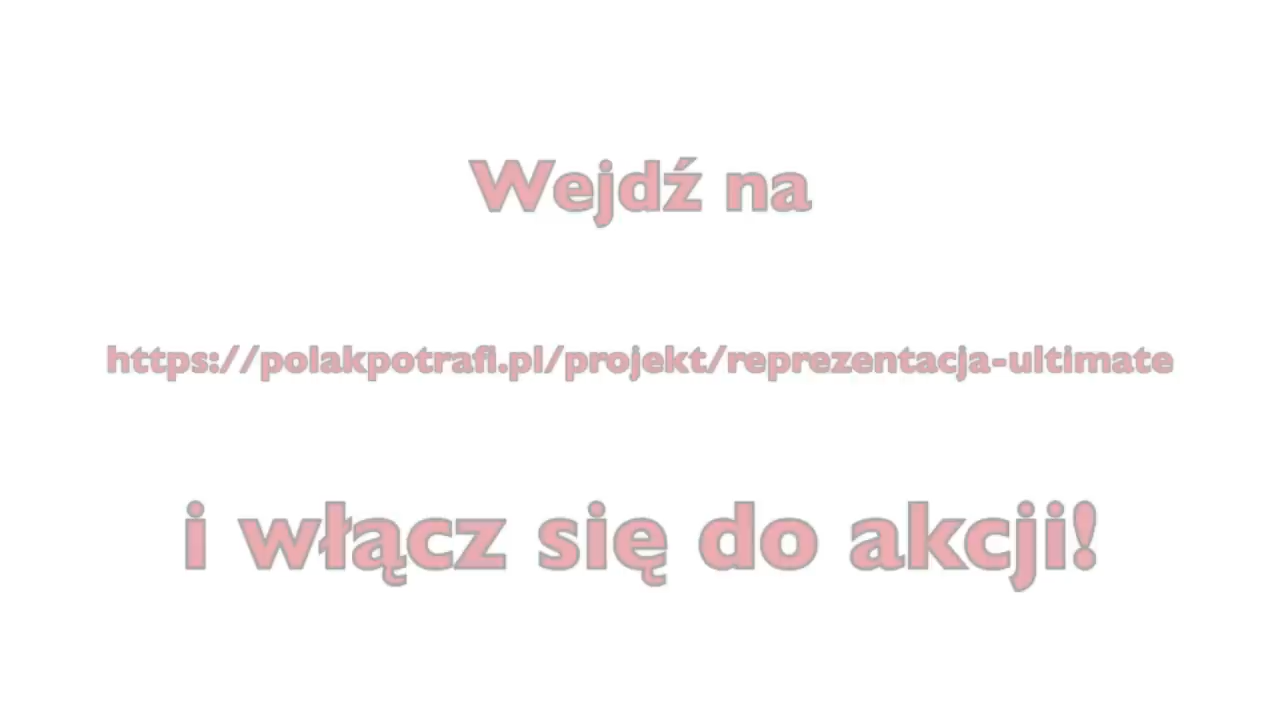 Wejdź na
https://polakpotrafi.pl/projekt/reprezentacja-ultimate
i włącz się do akcji!